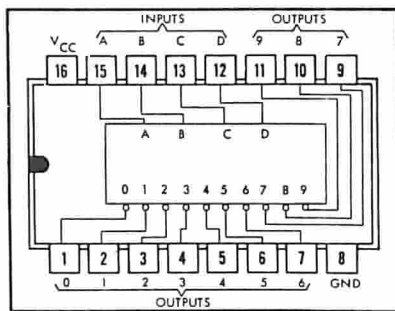 INPUTS OUTPUTS
VCC A B C D 9 8 7
16 15 14 13 12 11 10 9
A B C D
0 1 2 3 4 5 6 7 8 9
1 2 3 4 5 6 7 8
0 1 2 3 4 5 6 GND
OUTPUTS